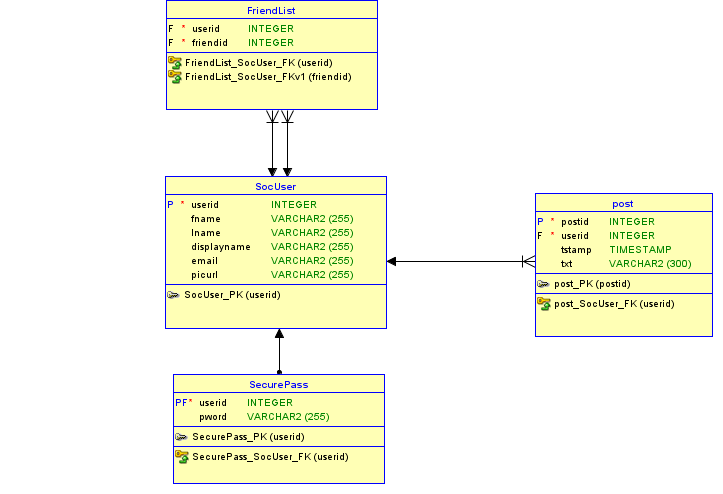 FriendList
F * userid INTEGER
F * friendid INTEGER
FriendList_SocUser_FK (userid)
FriendList_SocUser_FKv1 (friendid)
SocUser
P * userid INTEGER
fname VARCHAR2 (255)
lname VARCHAR2 (255)
displayname VARCHAR2 (255)
email VARCHAR2 (255)
picurl VARCHAR2 (255)
SocUser_PK (userid)
post
P * postid INTEGER
F * userid INTEGER
tstamp TIMESTAMP
txt VARCHAR2 (300)
post_PK (postid)
post_SocUser_FK (userid)
SecurePass
PF* userid INTEGER
pword VARCHAR2 (255)
SecurePass_PK (userid)
SecurePass_SocUser_FK (userid)